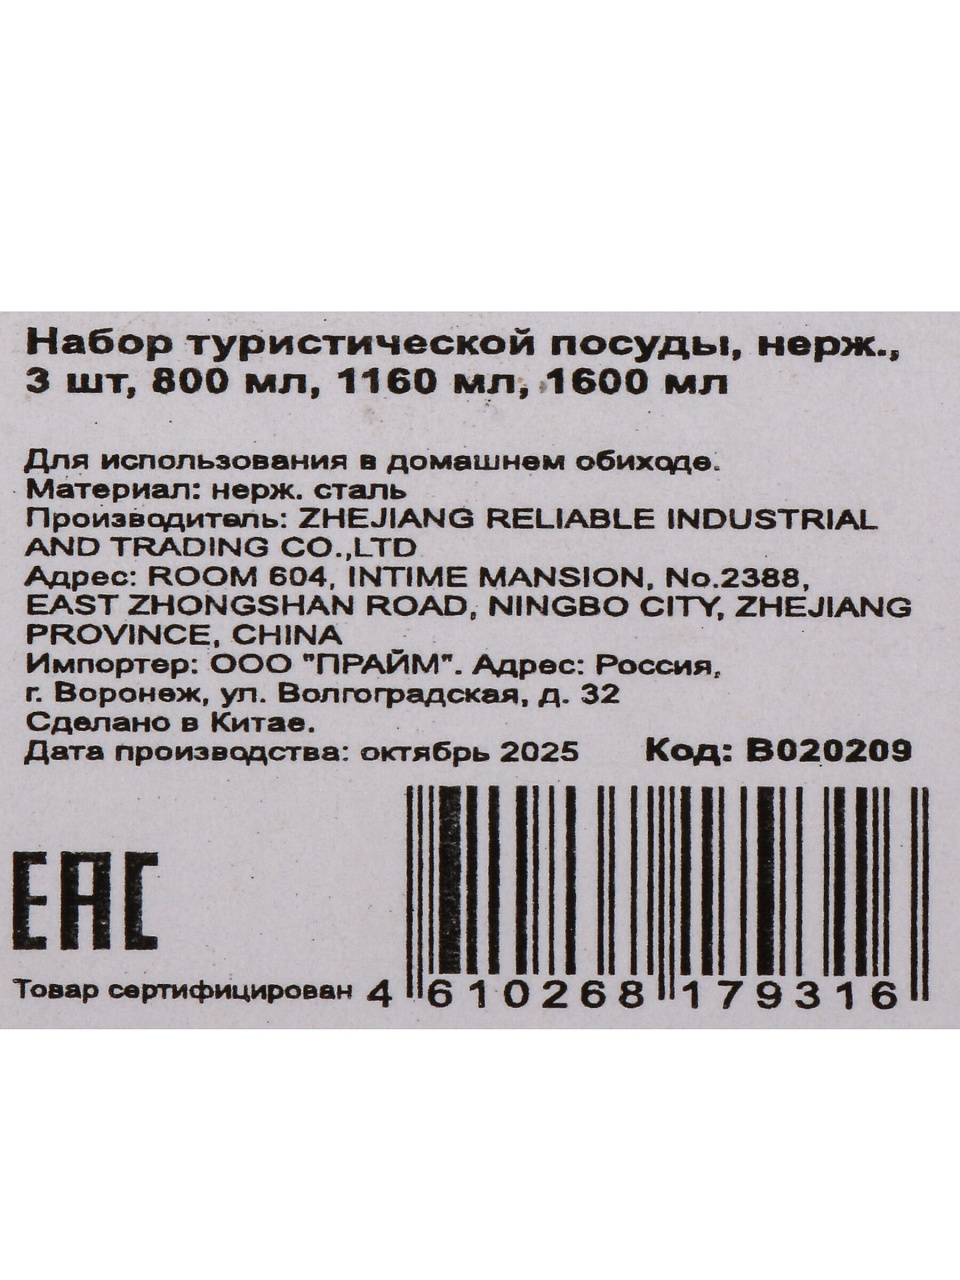 Набор туристической посуды, нерж.,
3 шт, 800 мл, 1160 мл, 1600 мл
Для использования в домашнем обиходе.
Материал: нерж. сталь
Производитель: ZHEJIANG RELIABLE INDUSTRIAL
AND TRADING CO.,LTD
Адрес: ROOM 604, INTIME MANSION, No.2388,
EAST ZHONGSHAN ROAD, NINGBO CITY, ZHEJIANG
PROVINCE, CHINA
Импортер: ООО "ПРАЙМ". Адрес: Россия,
г. Воронеж, ул. Волгоградская, д. 32
Сделано в Китае.
Дата производства: октябрь 2025 Код: В020209
ЕАС
Товар сертифицирован 4 610268 179316